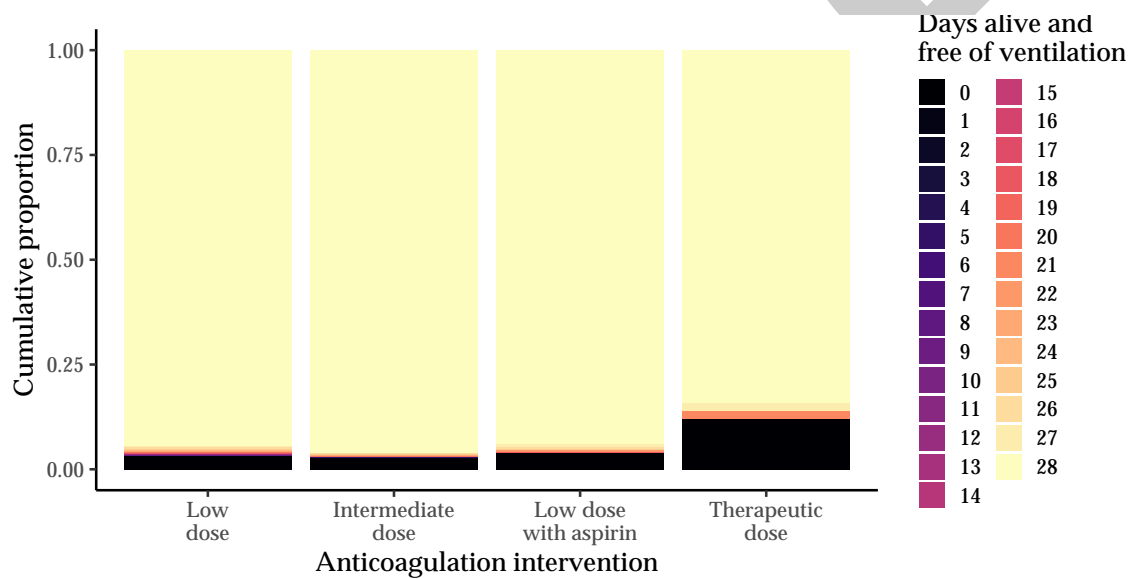 Days alive and
free of ventilation
0
1
2
3
4
5
6
7
8
9
10
11
12
13
14
15
16
17
18
19
20
21
22
23
24
25
26
27
28
Cumulative proportion
1.00
0.75
0.50
0.25
0.00
Low
dose
Intermediate
dose
Low dose
with aspirin
Therapeutic
dose
Anticoagulation intervention